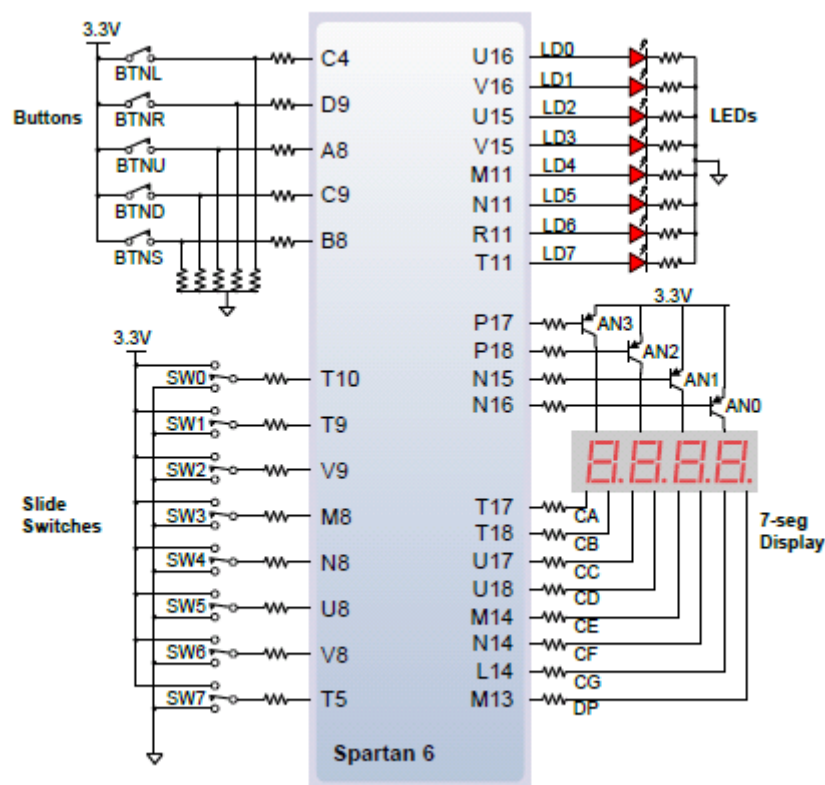 3.3V
BTNL
BTNR
BTNU
BTND
BTNS
Buttons
C4
D9
A8
C9
B8
3.3V
SW0
SW1
SW2
SW3
SW4
SW5
SW6
SW7
Slide
Switches
T10
T9
V9
M8
N8
U8
V8
T5
U16 LD0
V16 LD1
U15 LD2
V15 LD3
M11 LD4
N11 LD5
R11 LD6
T11 LD7
LEDs
3.3V
P17 AN3
P18 AN2
N15 AN1
N16 AN0
8.8.8.8.
T17 CA
T18 CB
U17 CC
U18 CD
M14 CE
N14 CF
L14 CG
M13 DP
7-seg
Display
Spartan 6